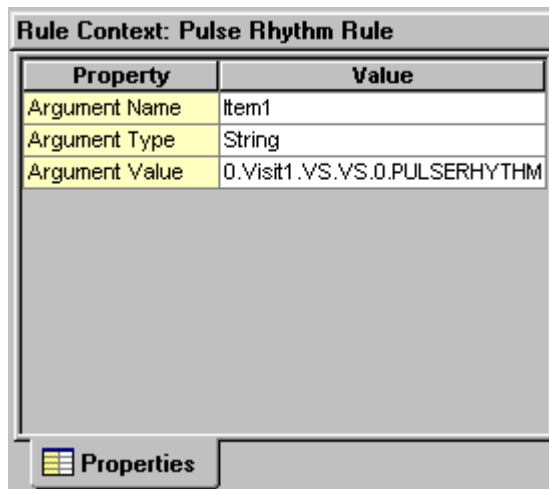 Rule Context: Pulse Rhythm Rule
Property Value
Argument Name Item1
Argument Type String
Argument Value 0.Visit1.VS.VS.0.PULSERHYTHM
Properties